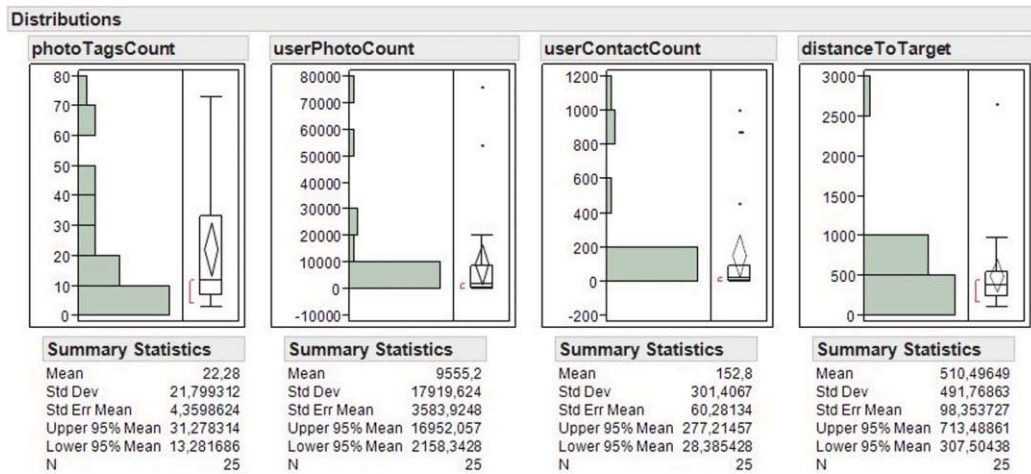 Distributions
photoTagsCount
80
70
60
50
40
30
20
10
0
Summary Statistics
Mean 22,28
Std Dev 21,799312
Std Err Mean 4,3598624
Upper 95% Mean 31,278314
Lower 95% Mean 13,281686
N 25
userPhotoCount
80000
70000
60000
50000
40000
30000
20000
10000
0
-10000
Summary Statistics
Mean 9555,2
Std Dev 17919,624
Std Err Mean 3583,9248
Upper 95% Mean 16952,057
Lower 95% Mean 2158,3428
N 25
userContactCount
1200
1000
800
600
400
200
0
-200
Summary Statistics
Mean 152,8
Std Dev 301,4067
Std Err Mean 60,28134
Upper 95% Mean 277,21457
Lower 95% Mean 28,385428
N 25
distanceToTarget
3000
2500
2000
1500
1000
500
0
Summary Statistics
Mean 510,49649
Std Dev 491,76863
Std Err Mean 98,353727
Upper 95% Mean 713,48861
Lower 95% Mean 307,50438
N 25